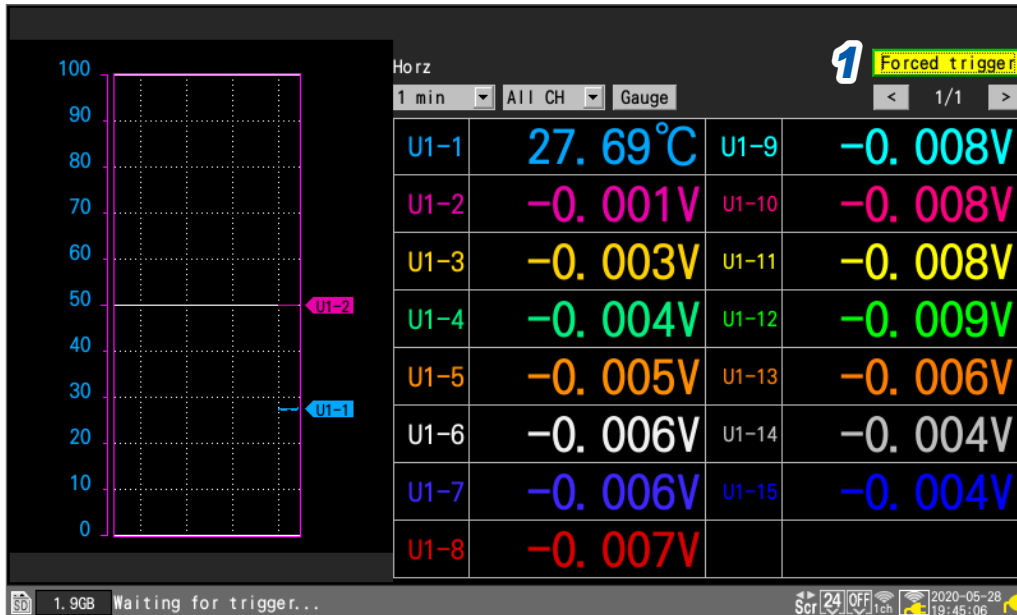 100
90
80
70
60
50
40
30
20
10
0
U1-2
U1-1
1
Forced trigger
Horz
1 min All CH Gauge < 1/1 >
U1-1 27.69℃ U1-9 -0.008V
U1-2 -0.001V U1-10 -0.008V
U1-3 -0.003V U1-11 -0.008V
U1-4 -0.004V U1-12 -0.009V
U1-5 -0.005V U1-13 -0.006V
U1-6 -0.006V U1-14 -0.004V
U1-7 -0.006V U1-15 -0.004V
U1-8 -0.007V
SD 1.9GB Waiting for trigger... Scr 24 OFF 1ch 2020-05-28
19:45:06